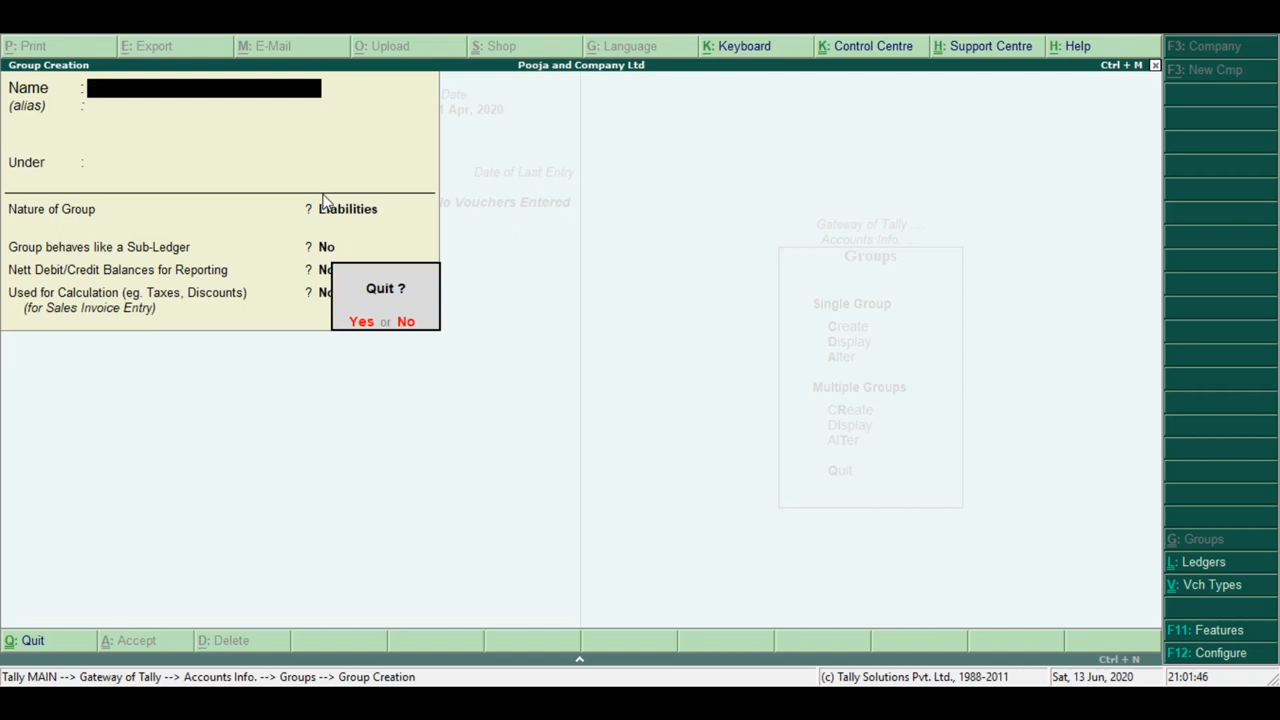 P: Print E: Export M: E-Mail O: Upload S: Shop G: Language K: Keyboard K: Control Centre H: Support Centre H: Help F3: Company
Group Creation Pooja and Company Ltd Ctrl + M x
F3: New Cmp
Name :
(alias) :
Date
Apr, 2020
Under :
Date of Last Entry
No Vouchers Entered
Nature of Group ? Liabilities
Gateway of Tally ...
Accounts Info. ...
Groups
Group behaves like a Sub-Ledger ? No
Nett Debit/Credit Balances for Reporting ? No
Used for Calculation (eg. Taxes, Discounts) ? No
(for Sales Invoice Entry)
Quit ?
Yes or No
Single Group
Create
Display
Alter
Multiple Groups
CReate
DIsplay
AlTer
Quit
G: Groups
L: Ledgers
V: Vch Types
F11: Features
F12: Configure
Q: Quit A: Accept D: Delete
Ctrl + N
Tally MAIN --> Gateway of Tally --> Accounts Info. --> Groups --> Group Creation (c) Tally Solutions Pvt. Ltd., 1988-2011 Sat, 13 Jun, 2020 21:01:46